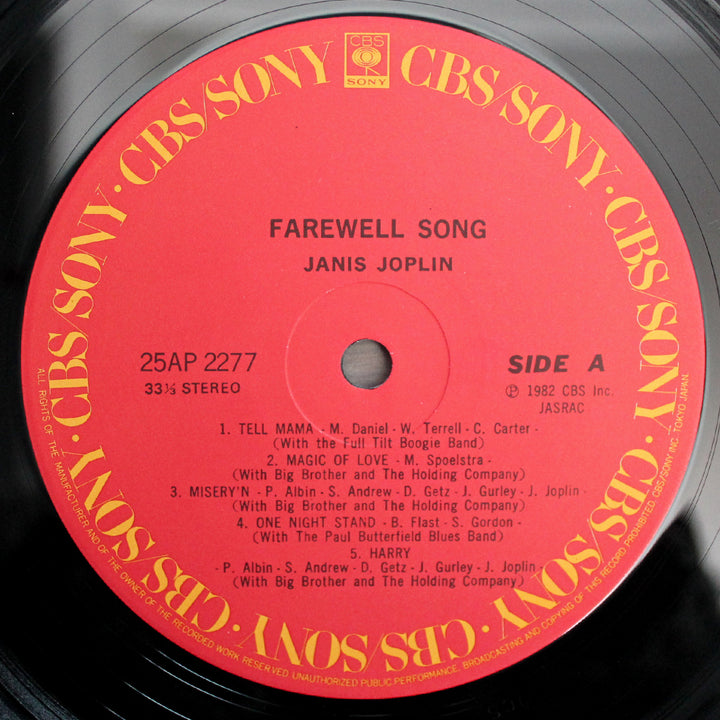 CBS
SONY
CBS/SONY · CBS/SONY · CBS/SONY · CBS/SONY · CBS/SONY · CBS/SONY · CBS/SONY · CBS/SONY · CBS/SONY
FAREWELL SONG
JANIS JOPLIN
25AP 2277
33⅓ STEREO
SIDE A
Ⓟ 1982 CBS Inc.
JASRAC
1. TELL MAMA - M. Daniel - W. Terrell - C. Carter -
(With the Full Tilt Boogie Band)
2. MAGIC OF LOVE - M. Spoelstra -
(With Big Brother and The Holding Company)
3. MISERY'N - P. Albin - S. Andrew - D. Getz - J. Gurley - J. Joplin -
(With Big Brother and The Holding Company)
4. ONE NIGHT STAND - B. Flast - S. Gordon -
(With The Paul Butterfield Blues Band)
5. HARRY
- P. Albin - S. Andrew - D. Getz - J. Gurley - J. Joplin -
(With Big Brother and The Holding Company)
ALL RIGHTS OF THE MANUFACTURER AND OF THE OWNER OF THE RECORDED WORK RESERVED. UNAUTHORIZED PUBLIC PERFORMANCE, BROADCASTING AND COPYING OF THIS RECORD PROHIBITED. CBS/SONY INC. TOKYO JAPAN.